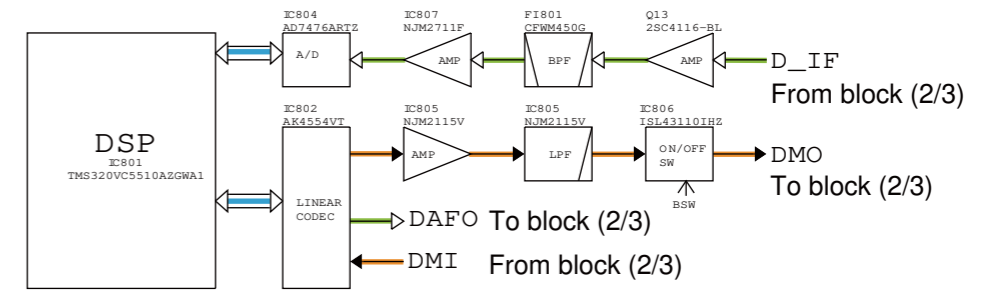 IC804
AD7476ARTZ
IC807
NJM2711F
FI801
CFWM450G
Q13
2SC4116-BL
A/D
AMP
BPF
AMP
D_IF
From block (2/3)
IC802
AK4554VT
IC805
NJM2115V
IC805
NJM2115V
IC806
ISL43110IHZ
DSP
IC801
TMS320VC5510AZGWA1
AMP
LPF
ON/OFF
SW
DMO
To block (2/3)
BSW
LINEAR
CODEC
DAFO To block (2/3)
DMI From block (2/3)